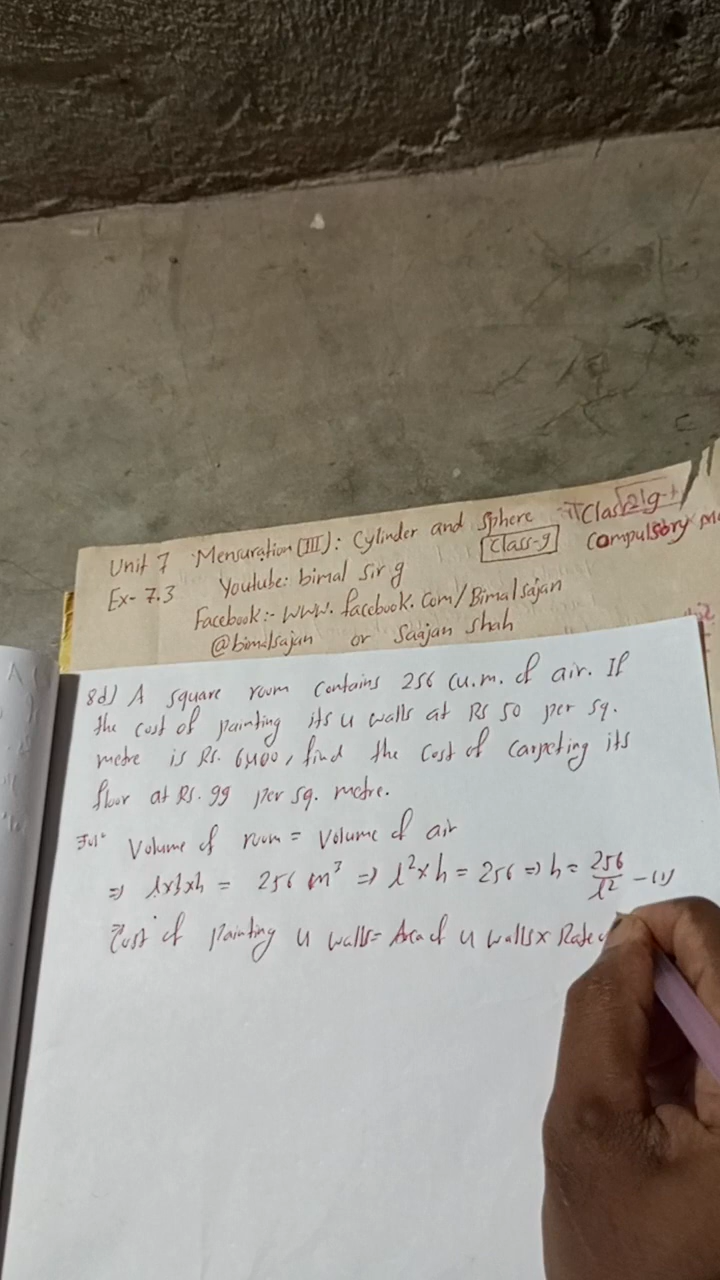 Unit 7 Mensuration (III): Cylinder and Sphere
Ex- 7.3 Youtube: bimal Sir g Class-9 Compulsory
Facebook:- www.facebook.com/Bimalsajan
@bimalsajan or Saajan Shah
8d) A square room contains 256 cu.m. of air. If
the cost of painting its 4 walls at Rs 50 per sq.
metre is Rs. 6400, find the cost of carpeting its
floor at Rs. 99 per sq. metre.
Solⁿ Volume of room = Volume of air
⇒ l×l×h = 256 m³ ⇒ l²×h = 256 ⇒ h = 256/l² – (1)
Cost of painting 4 walls = Area of 4 walls × Rate